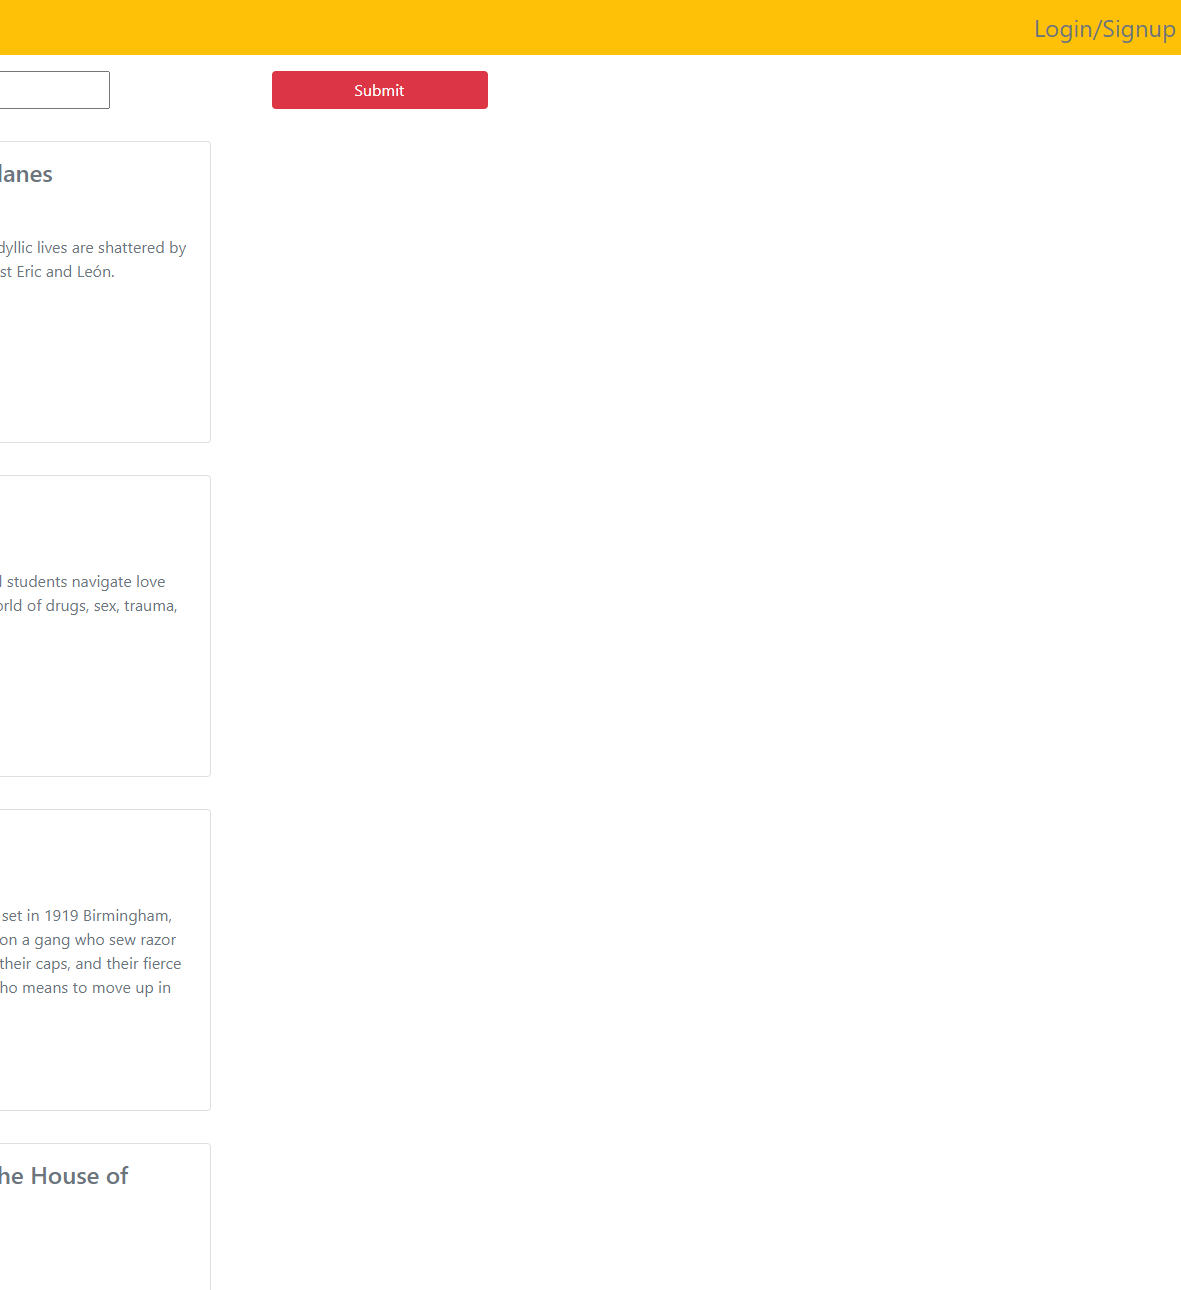 Login/Signup
Submit
lanes
dyllic lives are shattered by
st Eric and León.
students navigate love
orld of drugs, sex, trauma,
set in 1919 Birmingham,
on a gang who sew razor
their caps, and their fierce
ho means to move up in
he House of